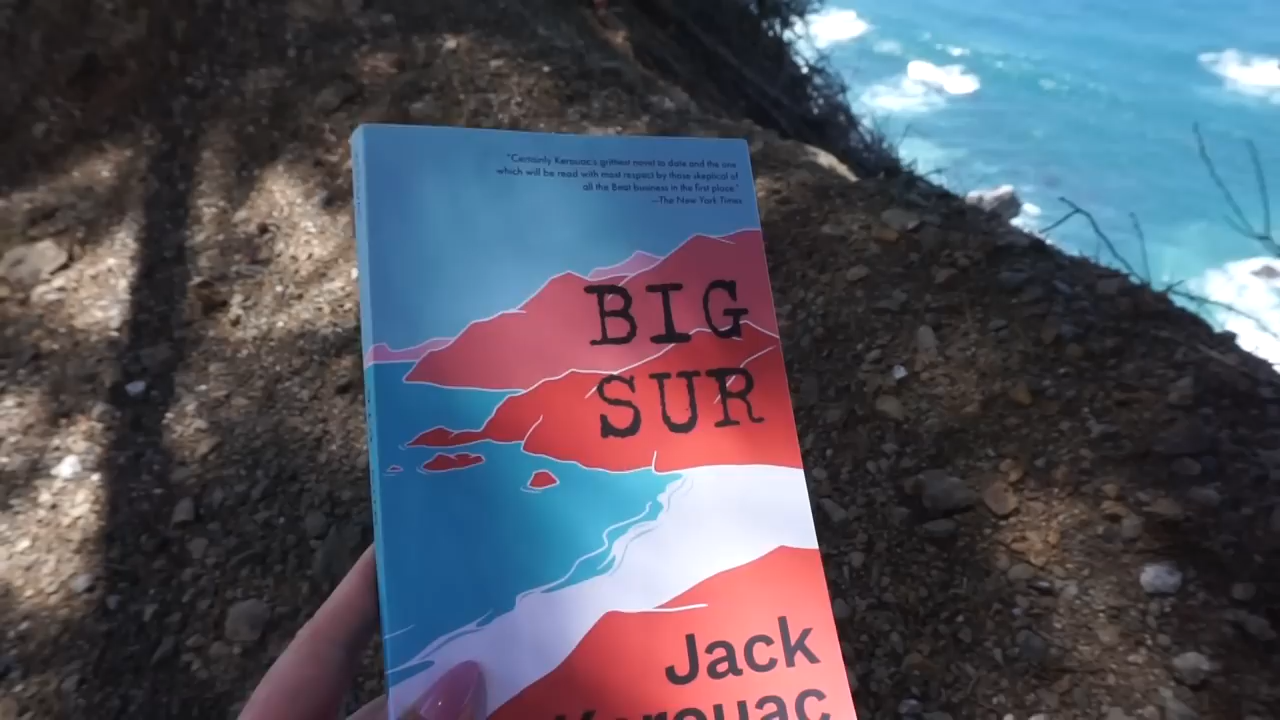 "Certainly Kerouac's grittiest novel to date and the one
which will be read with most respect by those skeptical of
all the Beat business in the first place."
—The New York Times
BIG
SUR
Jack
Kerouac